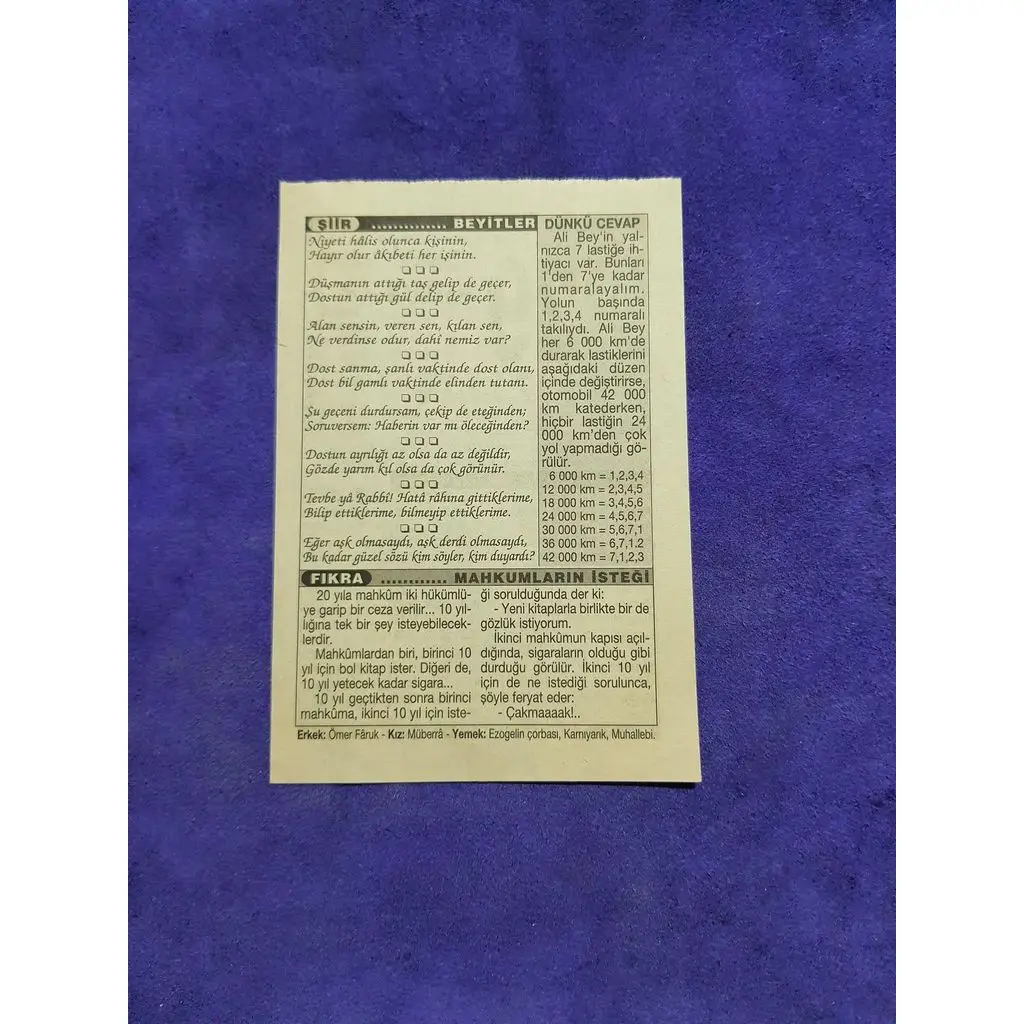 ŞİİR ............. BEYİTLER
Niyeti hâlis olunca kişinin,
Hayır olur âkıbeti her işinin.
❑ ❑ ❑
Düşmanın attığı taş gelip de geçer,
Dostun attığı gül delip de geçer.
❑ ❑ ❑
Alan sensin, veren sen, kılan sen,
Ne verdinse odur, dahî nemiz var?
❑ ❑ ❑
Dost sanma, şanlı vaktinde dost olanı,
Dost bil gamlı vaktinde elinden tutanı.
❑ ❑ ❑
Şu geçeni durdursam, çekip de eteğinden;
Soruversem: Haberin var mı öleceğinden?
❑ ❑ ❑
Dostun ayrılığı az olsa da az değildir,
Gözde yarım kıl olsa da çok görünür.
❑ ❑ ❑
Tevbe yâ Rabbî! Hatâ râhına gittiklerime,
Bilip ettiklerime, bilmeyip ettiklerime.
❑ ❑ ❑
Eğer aşk olmasaydı, aşk derdi olmasaydı,
Bu kadar güzel sözü kim söyler, kim duyardı?
DÜNKÜ CEVAP
Ali Bey'in yal-
nızca 7 lastiğe ih-
tiyacı var. Bunları
1'den 7'ye kadar
numaralayalım.
Yolun başında
1,2,3,4 numaralı
takılıydı. Ali Bey
her 6 000 km'de
durarak lastiklerini
aşağıdaki düzen
içinde değiştirirse,
otomobil 42 000
km katederken,
hiçbir lastiğin 24
000 km'den çok
yol yapmadığı gö-
rülür.
6 000 km = 1,2,3,4
12 000 km = 2,3,4,5
18 000 km = 3,4,5,6
24 000 km = 4,5,6,7
30 000 km = 5,6,7,1
36 000 km = 6,7,1.2
42 000 km = 7,1,2,3
FIKRA ............ MAHKUMLARIN İSTEĞİ
20 yıla mahkûm iki hükümlü-
ye garip bir ceza verilir... 10 yıl-
lığına tek bir şey isteyebilecek-
lerdir.
Mahkûmlardan biri, birinci 10
yıl için bol kitap ister. Diğeri de,
10 yıl yetecek kadar sigara...
10 yıl geçtikten sonra birinci
mahkûma, ikinci 10 yıl için iste-
ği sorulduğunda der ki:
- Yeni kitaplarla birlikte bir de
gözlük istiyorum.
İkinci mahkûmun kapısı açıl-
dığında, sigaraların olduğu gibi
durduğu görülür. İkinci 10 yıl
için de ne istediği sorulunca,
şöyle feryat eder:
- Çakmaaaak!..
Erkek: Ömer Fâruk - Kız: Müberrâ - Yemek: Ezogelin çorbası, Karnıyarık, Muhallebi.